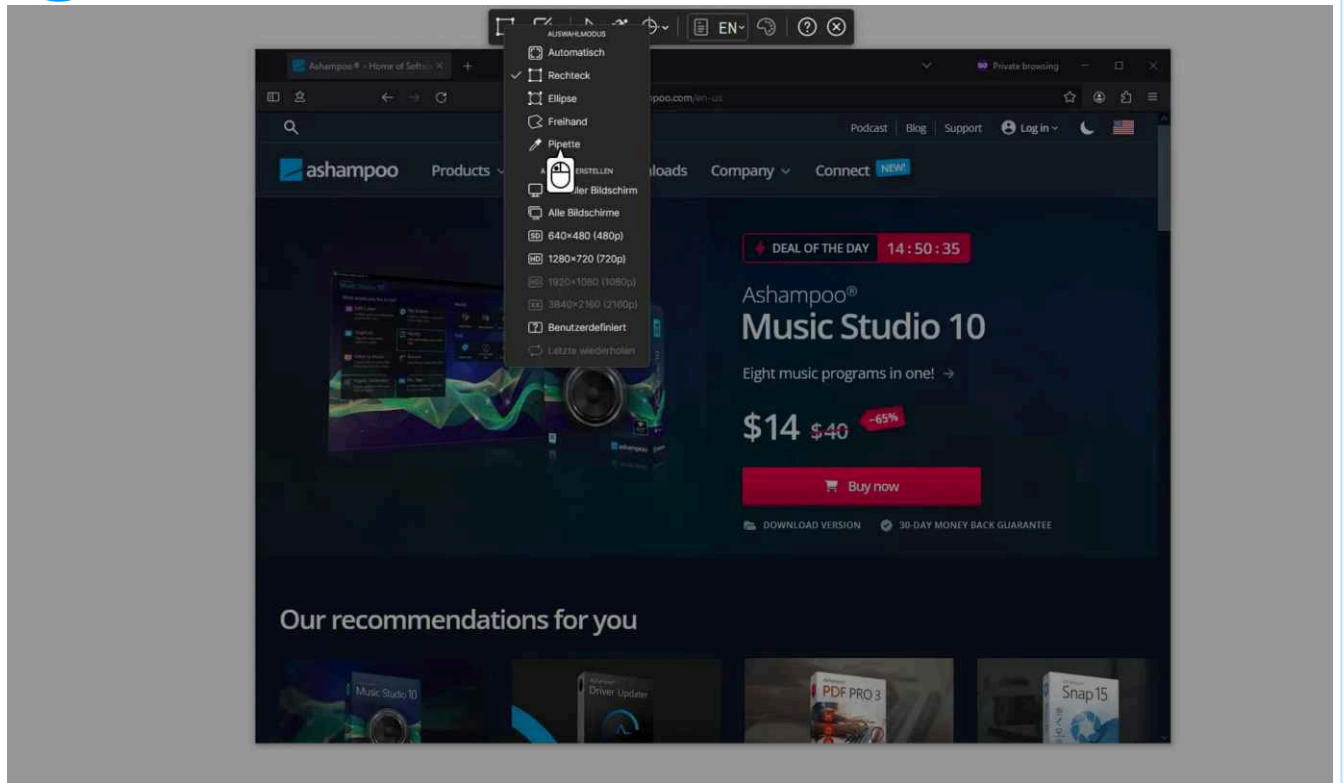 EN
AUSWAHLMODUS
Automatisch
Rechteck
Ellipse
Freihand
Pipette
ERSTELLEN
Bildschirm
Alle Bildschirme
SD 640×480 (480p)
HD 1280×720 (720p)
1920×1080 (1080p)
3840×2160 (2160p)
Benutzerdefiniert
Letzte wiederholen
Ashampoo® - Home of Softw
Private browsing
.com/en-us
Podcast Blog Support Log in
ashampoo Products Company Connect NEW!
DEAL OF THE DAY 14:50:35
Ashampoo®
Music Studio 10
Eight music programs in one! →
$14 $40 -65%
Buy now
DOWNLOAD VERSION 30-DAY MONEY BACK GUARANTEE
Our recommendations for you
Music Studio 10
Driver Updater
PDF PRO 3
Snap 15